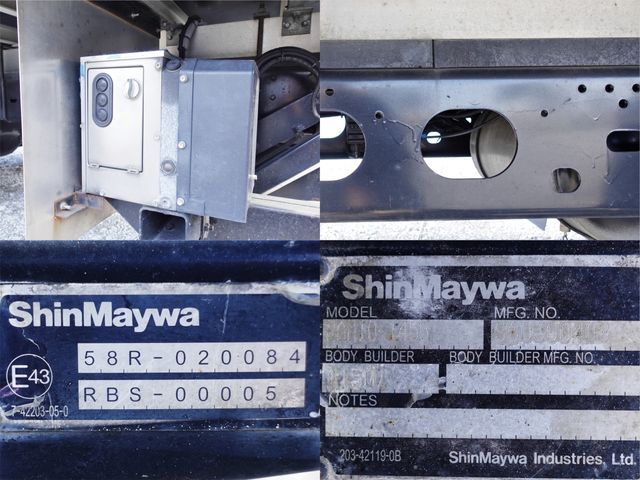 ShinMaywa
58R-020084
E43
RBS-00005
7-42203-05-0
ShinMaywa
MODEL
MFG. NO.
BODY BUILDER
BODY BUILDER MFG. NO.
NOTES
203-42119-0B
ShinMaywa Industries, Ltd.